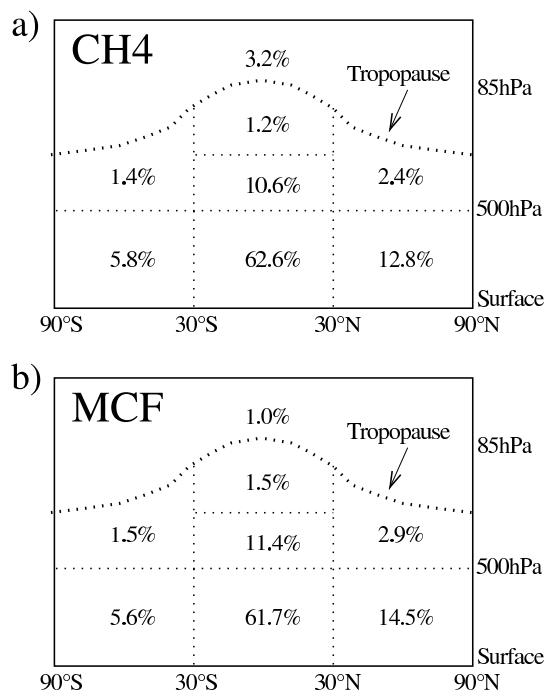 a)
CH4
3.2%
Tropopause
85hPa
1.2%
1.4%
10.6%
2.4%
500hPa
5.8%
62.6%
12.8%
Surface
90°S
30°S
30°N
90°N
b)
MCF
1.0%
Tropopause
85hPa
1.5%
1.5%
11.4%
2.9%
500hPa
5.6%
61.7%
14.5%
Surface
90°S
30°S
30°N
90°N